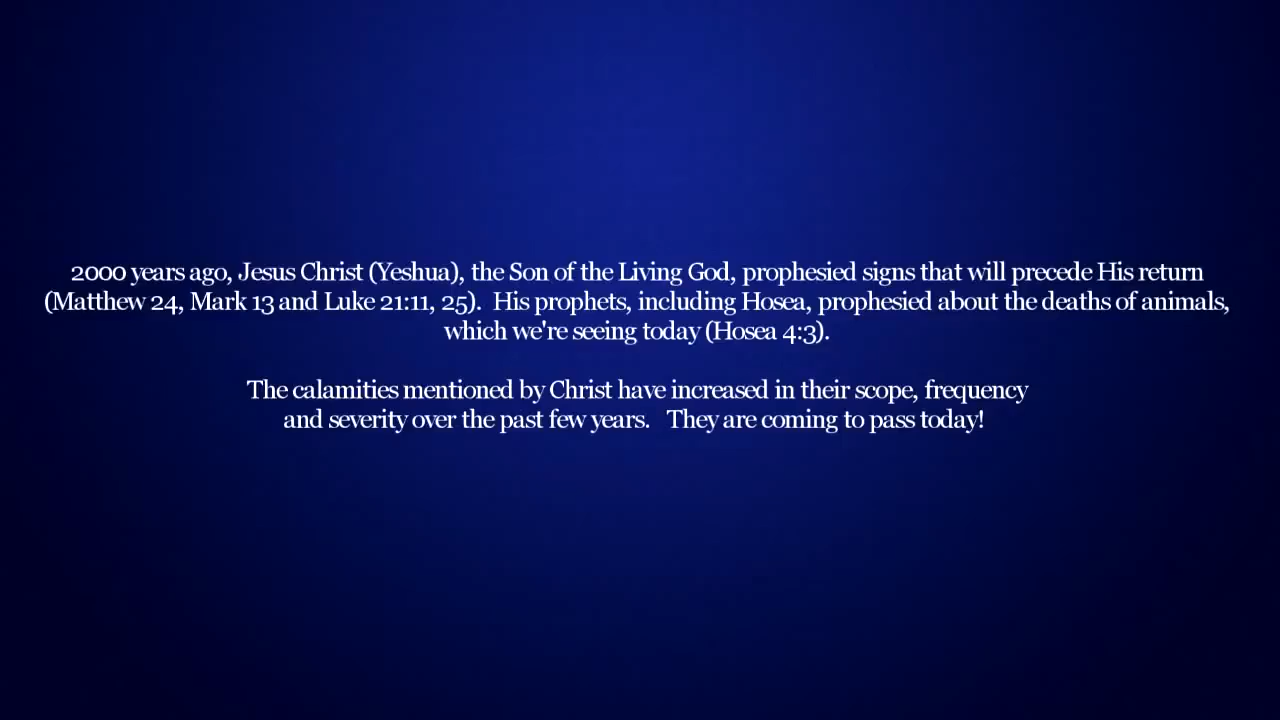 2000 years ago, Jesus Christ (Yeshua), the Son of the Living God, prophesied signs that will precede His return
(Matthew 24, Mark 13 and Luke 21:11, 25).  His prophets, including Hosea, prophesied about the deaths of animals,
which we're seeing today (Hosea 4:3).
The calamities mentioned by Christ have increased in their scope, frequency
and severity over the past few years.   They are coming to pass today!